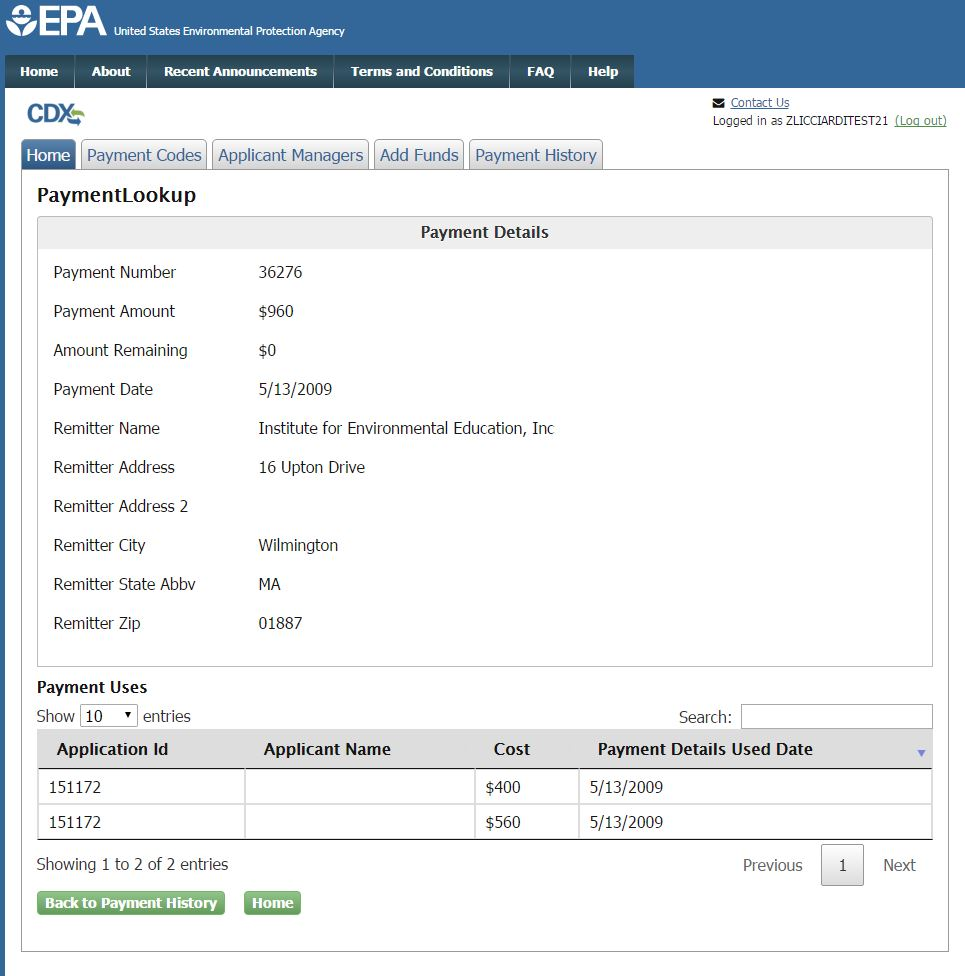 EPA United States Environmental Protection Agency
Home About Recent Announcements Terms and Conditions FAQ Help
CDX
Contact Us
Logged in as ZLICCIARDITEST21 (Log out)
Home Payment Codes Applicant Managers Add Funds Payment History
PaymentLookup
Payment Details
Payment Number 36276
Payment Amount $960
Amount Remaining $0
Payment Date 5/13/2009
Remitter Name Institute for Environmental Education, Inc
Remitter Address 16 Upton Drive
Remitter Address 2
Remitter City Wilmington
Remitter State Abbv MA
Remitter Zip 01887
Payment Uses
Show 10 entries Search:
Application Id Applicant Name Cost Payment Details Used Date
151172 $400 5/13/2009
151172 $560 5/13/2009
Showing 1 to 2 of 2 entries Previous 1 Next
Back to Payment History Home